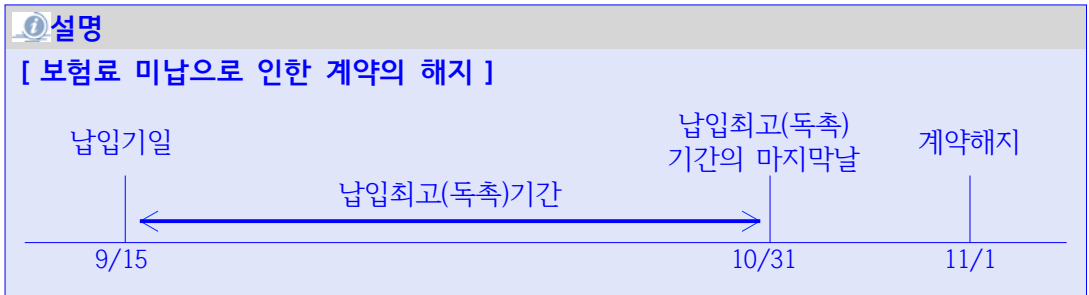 설명
[ 보험료 미납으로 인한 계약의 해지 ]
납입기일
납입최고(독촉)
기간의 마지막날
계약해지
납입최고(독촉)기간
9/15
10/31
11/1